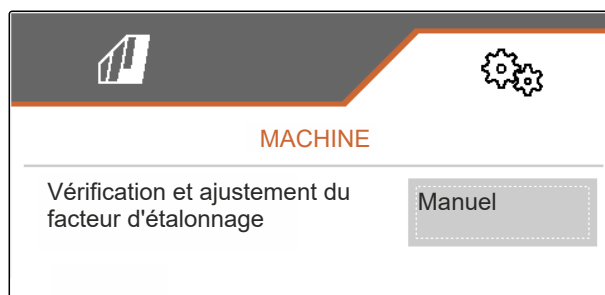 MACHINE
Vérification et ajustement du
facteur d'étalonnage
Manuel